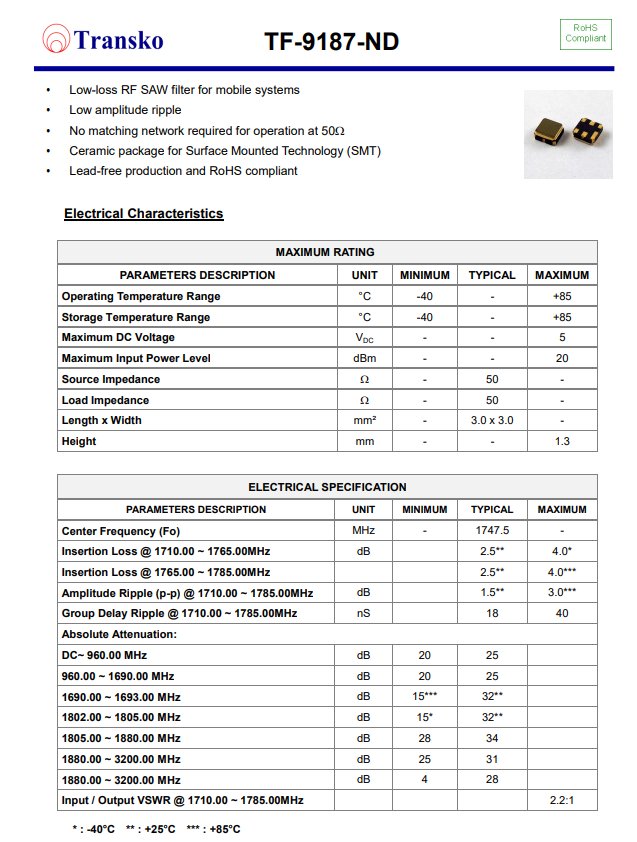 Transko
TF-9187-ND
RoHS
Compliant
• Low-loss RF SAW filter for mobile systems
• Low amplitude ripple
• No matching network required for operation at 50Ω
• Ceramic package for Surface Mounted Technology (SMT)
• Lead-free production and RoHS compliant
Electrical Characteristics
MAXIMUM RATING
PARAMETERS DESCRIPTION UNIT MINIMUM TYPICAL MAXIMUM
Operating Temperature Range °C -40 - +85
Storage Temperature Range °C -40 - +85
Maximum DC Voltage VDC - - 5
Maximum Input Power Level dBm - - 20
Source Impedance Ω - 50 -
Load Impedance Ω - 50 -
Length x Width mm² - 3.0 x 3.0 -
Height mm - - 1.3
ELECTRICAL SPECIFICATION
PARAMETERS DESCRIPTION UNIT MINIMUM TYPICAL MAXIMUM
Center Frequency (Fo) MHz - 1747.5 -
Insertion Loss @ 1710.00 ~ 1765.00MHz dB 2.5** 4.0*
Insertion Loss @ 1765.00 ~ 1785.00MHz 2.5** 4.0***
Amplitude Ripple (p-p) @ 1710.00 ~ 1785.00MHz dB 1.5** 3.0***
Group Delay Ripple @ 1710.00 ~ 1785.00MHz nS 18 40
Absolute Attenuation:
DC~ 960.00 MHz dB 20 25
960.00 ~ 1690.00 MHz dB 20 25
1690.00 ~ 1693.00 MHz dB 15*** 32**
1802.00 ~ 1805.00 MHz dB 15* 32**
1805.00 ~ 1880.00 MHz dB 28 34
1880.00 ~ 3200.00 MHz dB 25 31
1880.00 ~ 3200.00 MHz dB 4 28
Input / Output VSWR @ 1710.00 ~ 1785.00MHz 2.2:1
* : -40°C ** : +25°C *** : +85°C